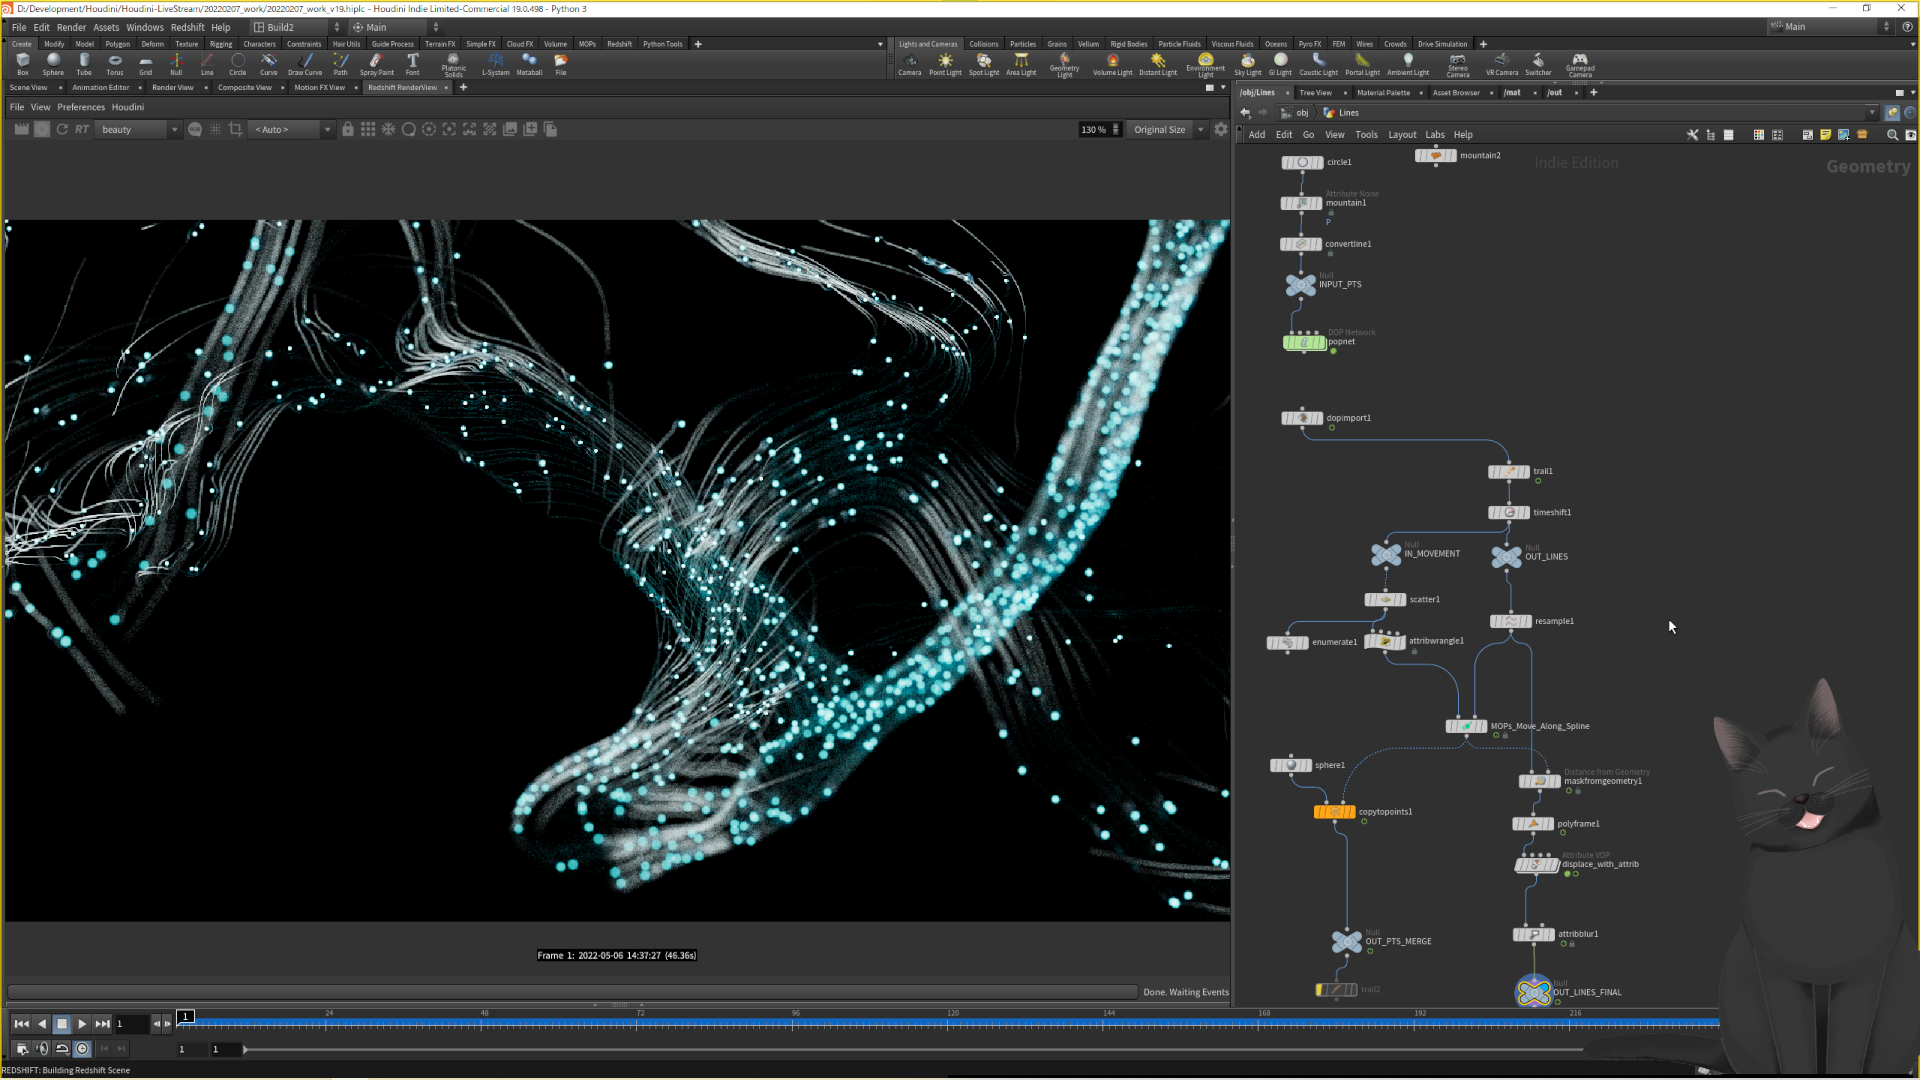 D:/Development/Houdini/Houdini-LiveStream/20220207_work/20220207_work_v19.hiplc - Houdini Indie Limited-Commercial 19.0.498 - Python 3
File Edit Render Assets Windows Redshift Help Build2 Main Main
Create Modify Model Polygon Deform Texture Rigging Characters Constraints Hair Utils Guide Process Terrain FX Simple FX Cloud FX Volume MOPs Redshift Python Tools
Box Sphere Tube Torus Grid Null Line Circle Curve Draw Curve Path Spray Paint Font Platonic Solids L-System Metaball File
Lights and Cameras Collisions Particles Grains Vellum Rigid Bodies Particle Fluids Viscous Fluids Oceans Pyro FX FEM Wires Crowds Drive Simulation
Camera Point Light Spot Light Area Light Geometry Light Volume Light Distant Light Environment Light Sky Light GI Light Caustic Light Portal Light Ambient Light Stereo Camera VR Camera Switcher Gamepad Camera
Scene View Animation Editor Render View Composite View Motion FX View Redshift RenderView
File View Preferences Houdini
RT beauty < Auto > 130 % Original Size
/obj/Lines Tree View Material Palette Asset Browser /mat /out
obj Lines
Add Edit Go View Tools Layout Labs Help
Indie Edition
Geometry
circle1
mountain2
Attribute Noise
mountain1
P
convertline1
Null
INPUT_PTS
DOP Network
popnet
dopimport1
trail1
timeshift1
Null
IN_MOVEMENT
Null
OUT_LINES
scatter1
resample1
enumerate1
attribwrangle1
MOPs_Move_Along_Spline
sphere1
Distance from Geometry
maskfromgeometry1
copytopoints1
polyframe1
Attribute VOP
displace_with_attrib
Null
OUT_PTS_MERGE
attribblur1
trail2
Null
OUT_LINES_FINAL
Frame 1: 2022-05-06 14:37:27 (46.36s)
Done. Waiting Events
1 1 24 48 72 96 120 144 168 192 216
1 1
REDSHIFT: Building Redshift Scene